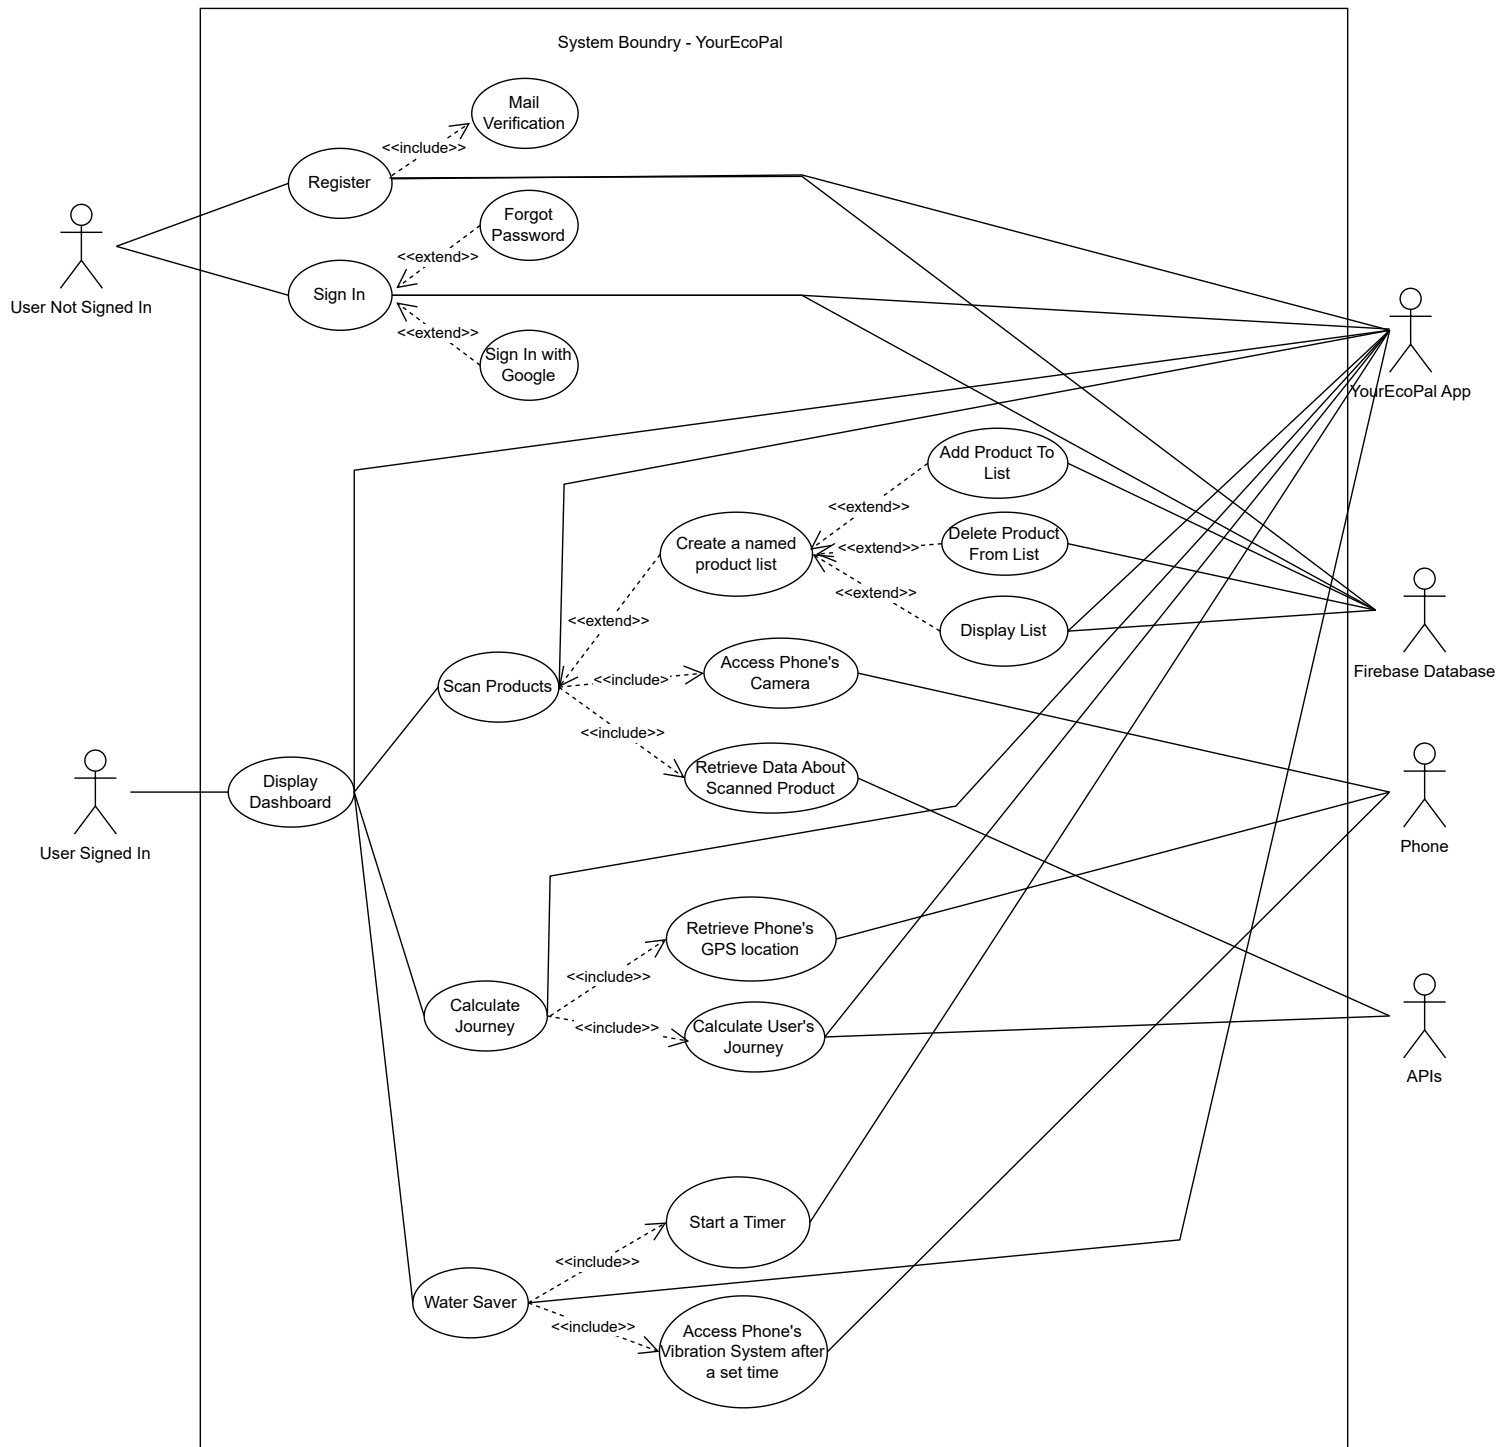 System Boundry - YourEcoPal
Mail
Verification
<<include>>
Register
Forgot
Password
<<extend>>
Sign In
<<extend>>
Sign In with
Google
User Not Signed In
YourEcoPal App
Add Product To
List
<<extend>>
Create a named
product list
<<extend>>
Delete Product
From List
<<extend>>
Display List
<<extend>>
Firebase Database
Scan Products
<<include>
Access Phone's
Camera
<<include>>
Retrieve Data About
Scanned Product
Display
Dashboard
User Signed In
Phone
Retrieve Phone's
GPS location
<<include>>
Calculate
Journey
<<include>>
Calculate User's
Journey
APIs
Start a Timer
<<include>>
Water Saver
<<include>>
Access Phone's
Vibration System after
a set time